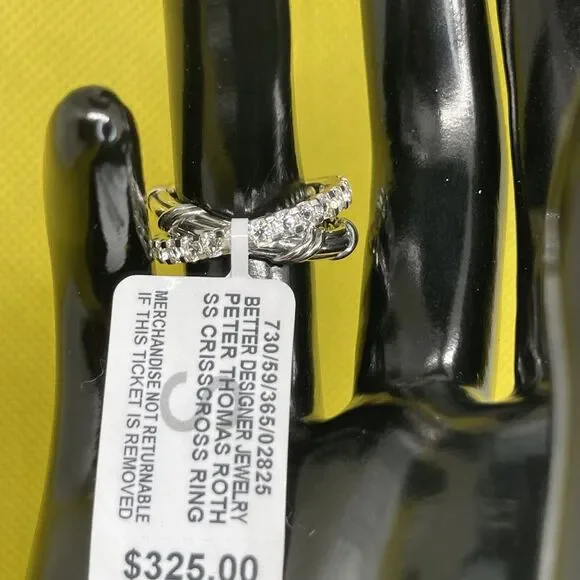 730/59/365/02825
BETTER DESIGNER JEWELRY
PETER THOMAS ROTH
SS CRISSCROSS RING
MERCHANDISE NOT RETURNABLE
IF THIS TICKET IS REMOVED
$325.00